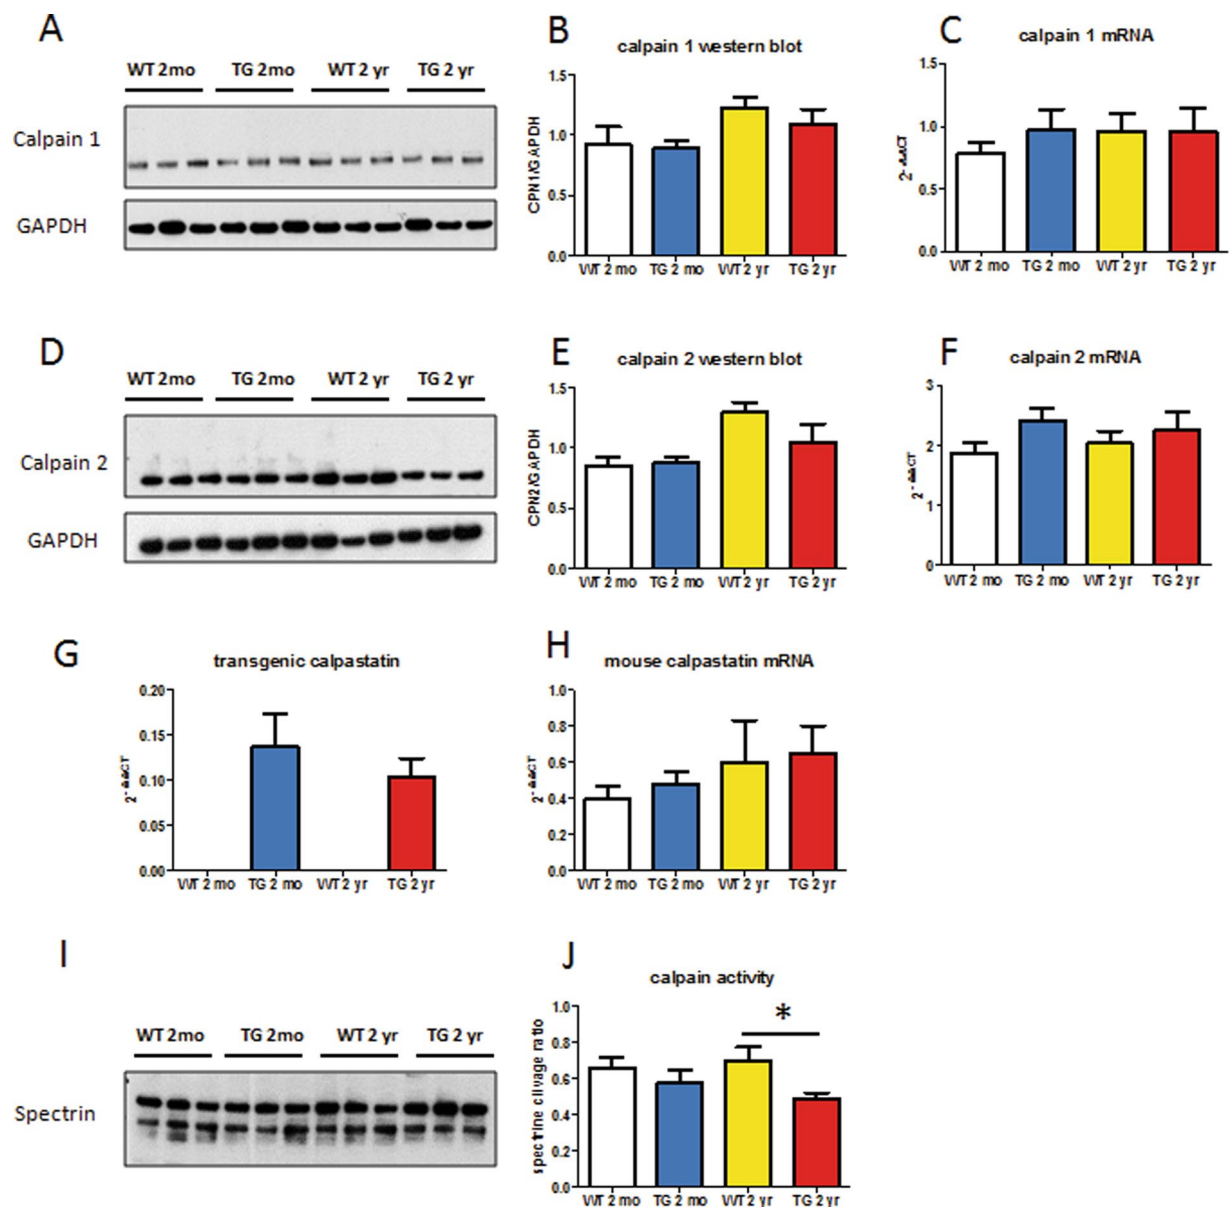 A
WT 2mo TG 2mo WT 2 yr TG 2 yr
Calpain 1
GAPDH
B
calpain 1 western blot
CPN1/GAPDH
1.5
1.0
0.5
0.0
WT 2 mo TG 2 mo WT 2 yr TG 2 yr
C
calpain 1 mRNA
2-ΔΔCT
1.5
1.0
0.5
0.0
WT 2 mo TG 2 mo WT 2 yr TG 2 yr
D
WT 2mo TG 2mo WT 2 yr TG 2 yr
Calpain 2
GAPDH
E
calpain 2 western blot
CPN2/GAPDH
1.5
1.0
0.5
0.0
WT 2 mo TG 2 mo WT 2 yr TG 2 yr
F
calpain 2 mRNA
2-ΔΔCT
3
2
1
0
WT 2 mo TG 2 mo WT 2 yr TG 2 yr
G
transgenic calpastatin
2-ΔΔCT
0.20
0.15
0.10
0.05
0.00
WT 2 mo TG 2 mo WT 2 yr TG 2 yr
H
mouse calpastatin mRNA
2-ΔΔCT
1.0
0.8
0.6
0.4
0.2
0.0
WT 2 mo TG 2 mo WT 2 yr TG 2 yr
I
WT 2mo TG 2mo WT 2 yr TG 2 yr
Spectrin
J
calpain activity
spectrine clivage ratio
1.0
0.8
0.6
0.4
0.2
0.0
*
WT 2 mo TG 2 mo WT 2 yr TG 2 yr